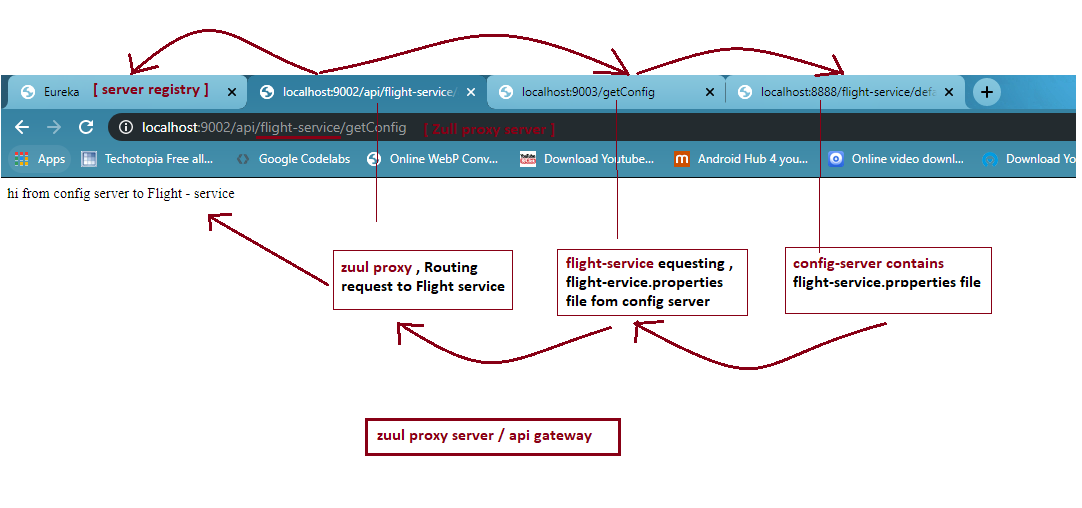 Eureka [ server registry ] localhost:9002/api/flight-service/ localhost:9003/getConfig localhost:8888/flight-service/defa
localhost:9002/api/flight-service/getConfig [ Zull proxy server ]
Apps Techotopia Free all... Google Codelabs Online WebP Conv... Download Youtube... Android Hub 4 you... Online video downl... Download Yo
hi from config server to Flight - service
zuul proxy , Routing
request to Flight service
flight-service equesting ,
flight-ervice.properties
file fom config server
config-server contains
flight-service.properties file
zuul proxy server / api gateway